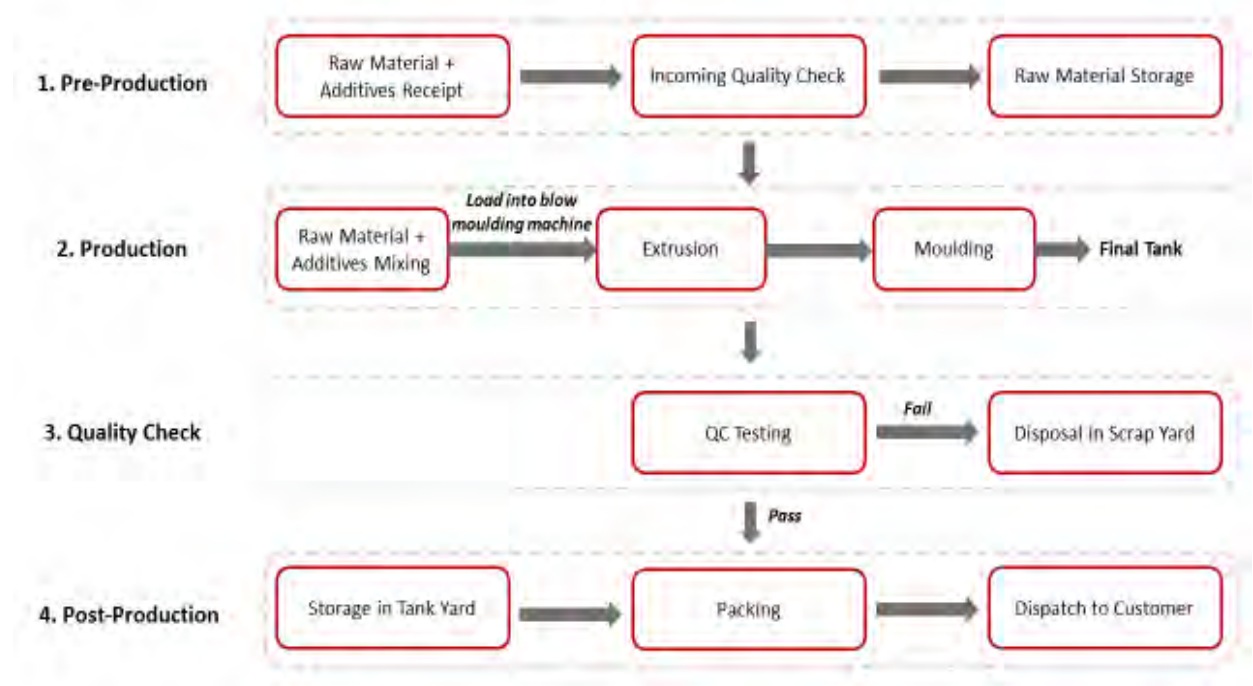 1. Pre-Production
Raw Material +
Additives Receipt
Incoming Quality Check
Raw Material Storage
2. Production
Raw Material +
Additives Mixing
Load into blow
moulding machine
Extrusion
Moulding
Final Tank
3. Quality Check
QC Testing
Fail
Disposal in Scrap Yard
Pass
4. Post-Production
Storage in Tank Yard
Packing
Dispatch to Customer